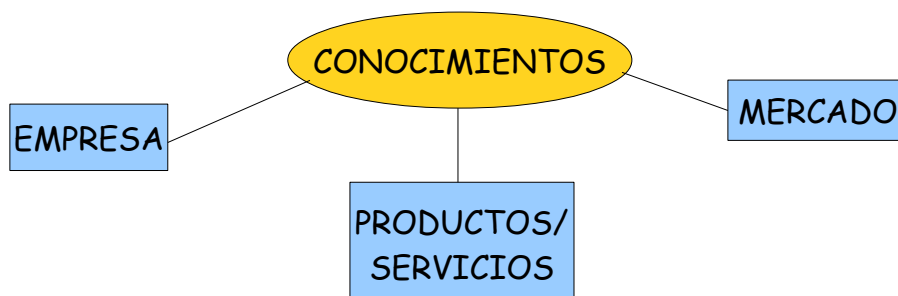 CONOCIMIENTOS
EMPRESA
MERCADO
PRODUCTOS/
SERVICIOS